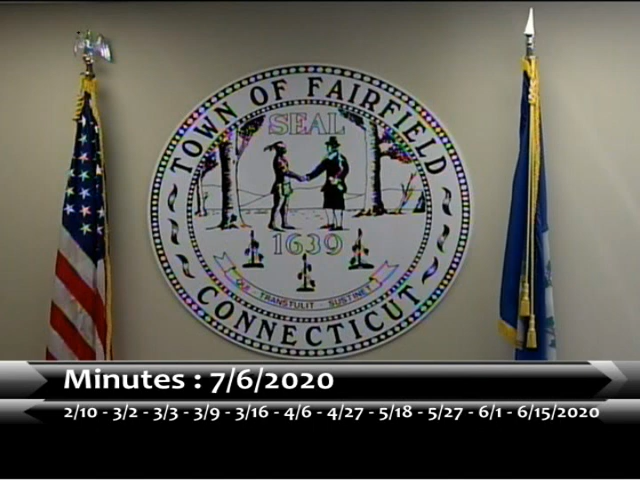 TOWN OF FAIRFIELD
SEAL
1639
QUI TRANSTULIT SUSTINET
CONNECTICUT
Minutes : 7/6/2020
2/10 - 3/2 - 3/3 - 3/9 - 3/16 - 4/6 - 4/27 - 5/18 - 5/27 - 6/1 - 6/15/2020